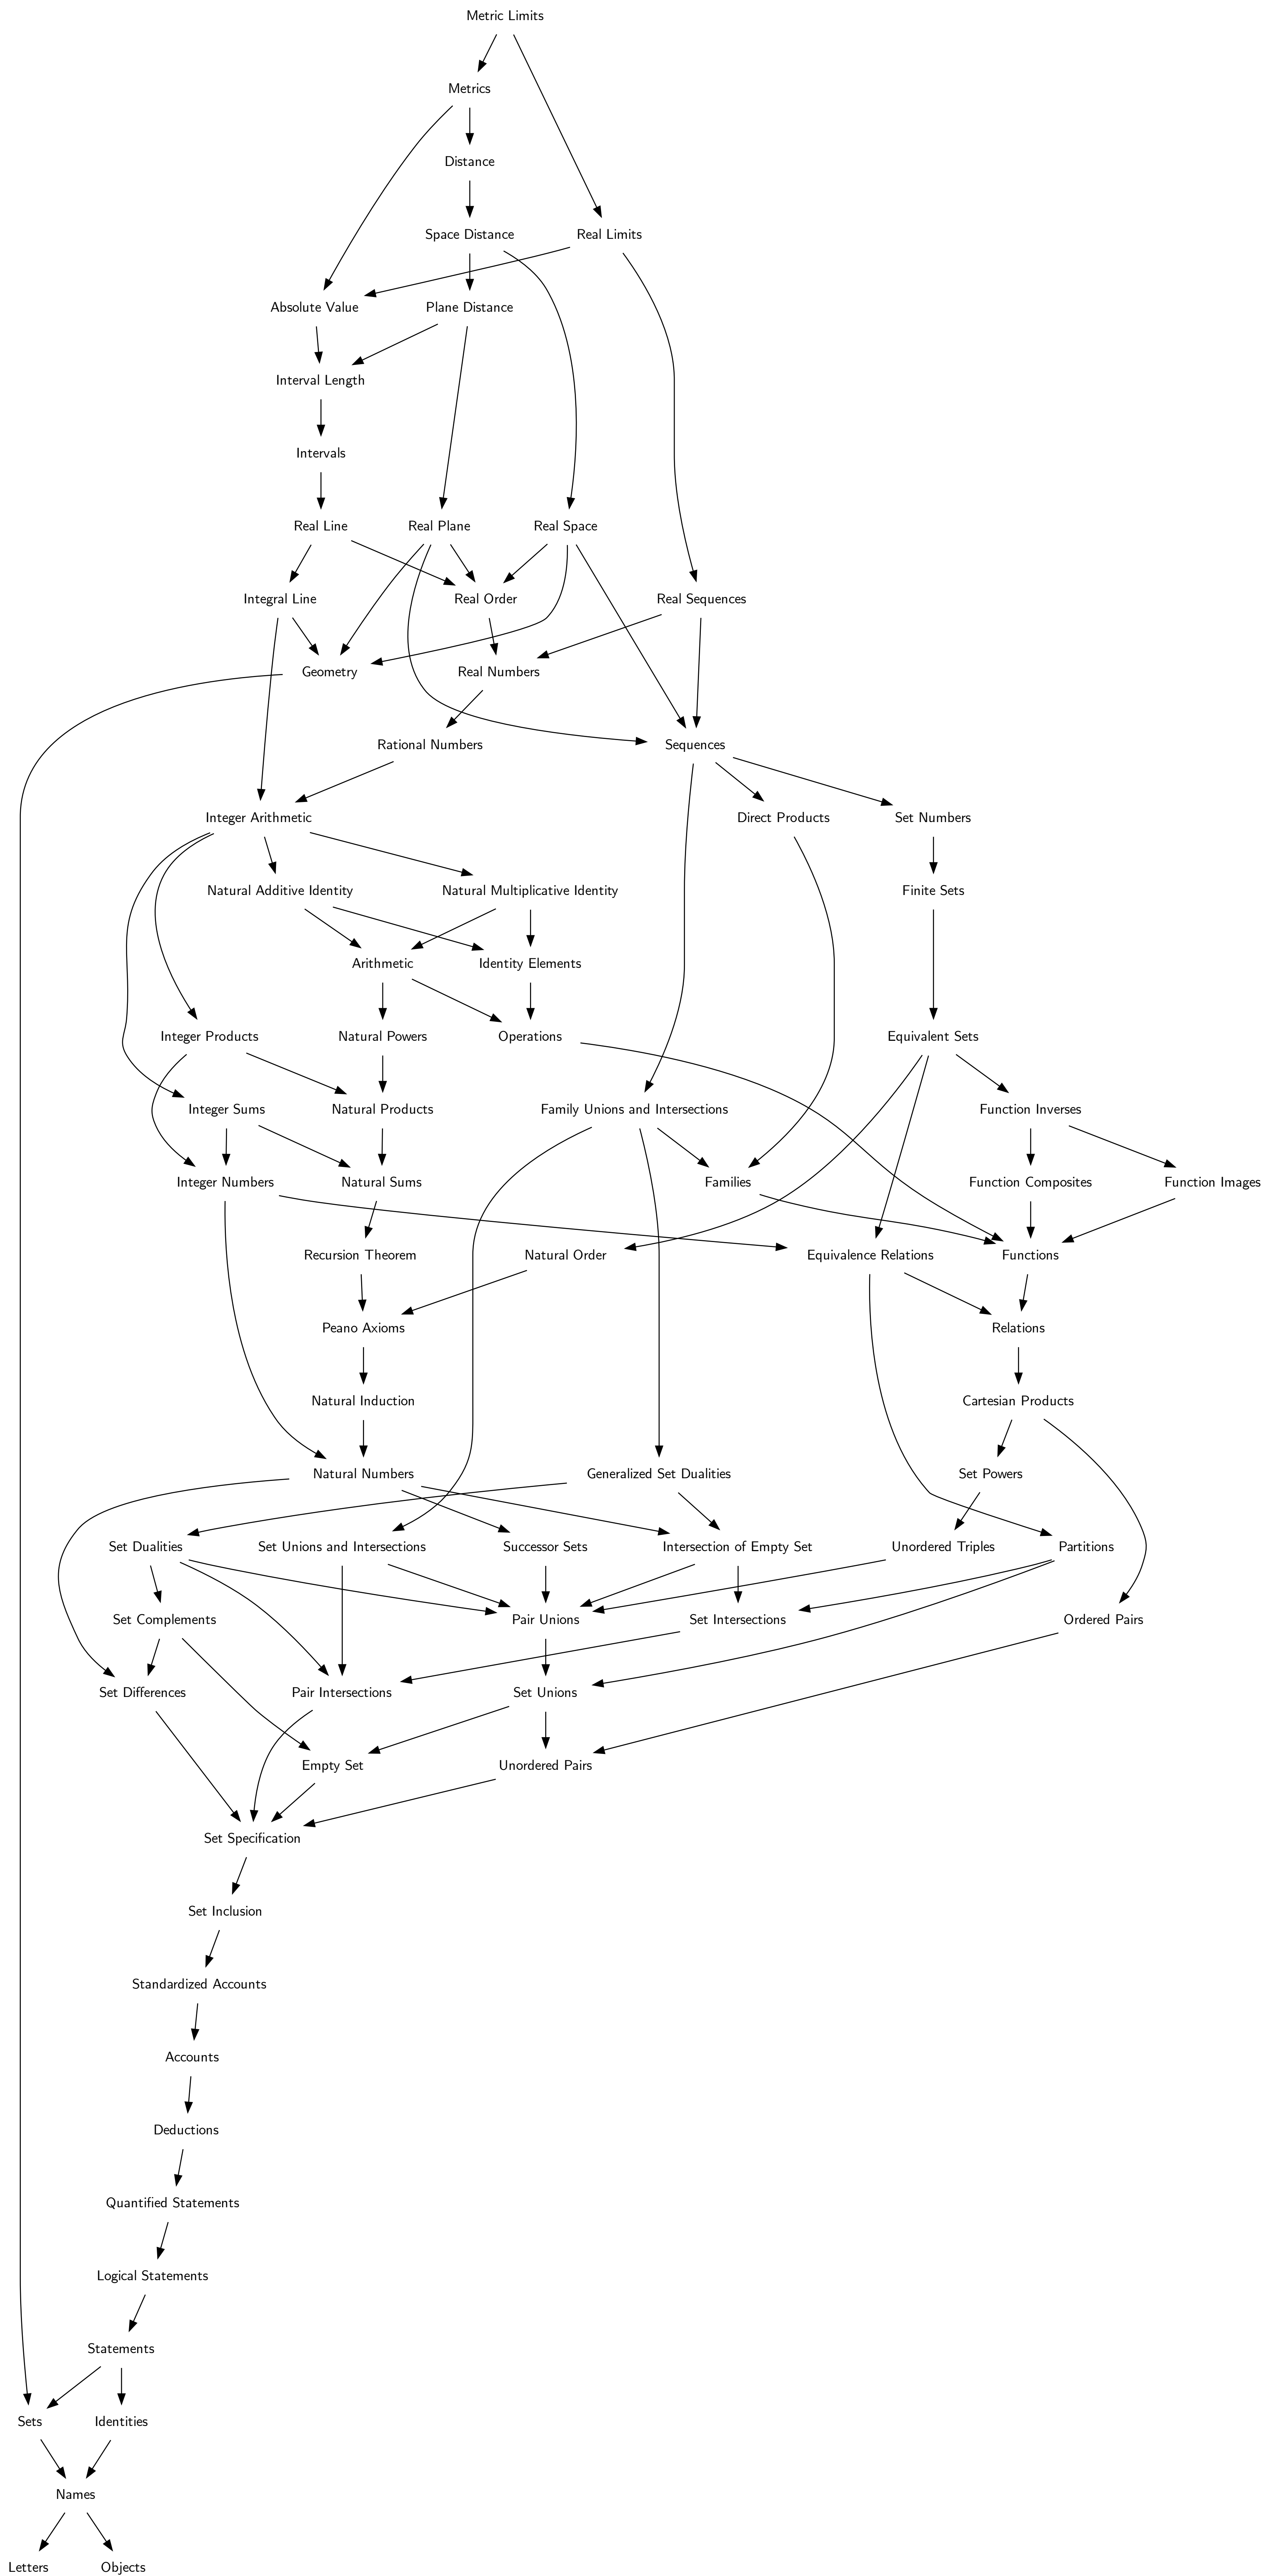 Metric Limits
Metrics
Distance
Space Distance
Real Limits
Absolute Value
Plane Distance
Interval Length
Intervals
Real Line
Real Plane
Real Space
Integral Line
Real Order
Real Sequences
Geometry
Real Numbers
Rational Numbers
Sequences
Integer Arithmetic
Direct Products
Set Numbers
Natural Additive Identity
Natural Multiplicative Identity
Finite Sets
Arithmetic
Identity Elements
Integer Products
Natural Powers
Operations
Equivalent Sets
Integer Sums
Natural Products
Family Unions and Intersections
Function Inverses
Integer Numbers
Natural Sums
Families
Function Composites
Function Images
Recursion Theorem
Natural Order
Equivalence Relations
Functions
Peano Axioms
Relations
Natural Induction
Cartesian Products
Natural Numbers
Generalized Set Dualities
Set Powers
Set Dualities
Set Unions and Intersections
Successor Sets
Intersection of Empty Set
Unordered Triples
Partitions
Set Complements
Pair Unions
Set Intersections
Ordered Pairs
Set Differences
Pair Intersections
Set Unions
Empty Set
Unordered Pairs
Set Specification
Set Inclusion
Standardized Accounts
Accounts
Deductions
Quantified Statements
Logical Statements
Statements
Sets
Identities
Names
Letters
Objects